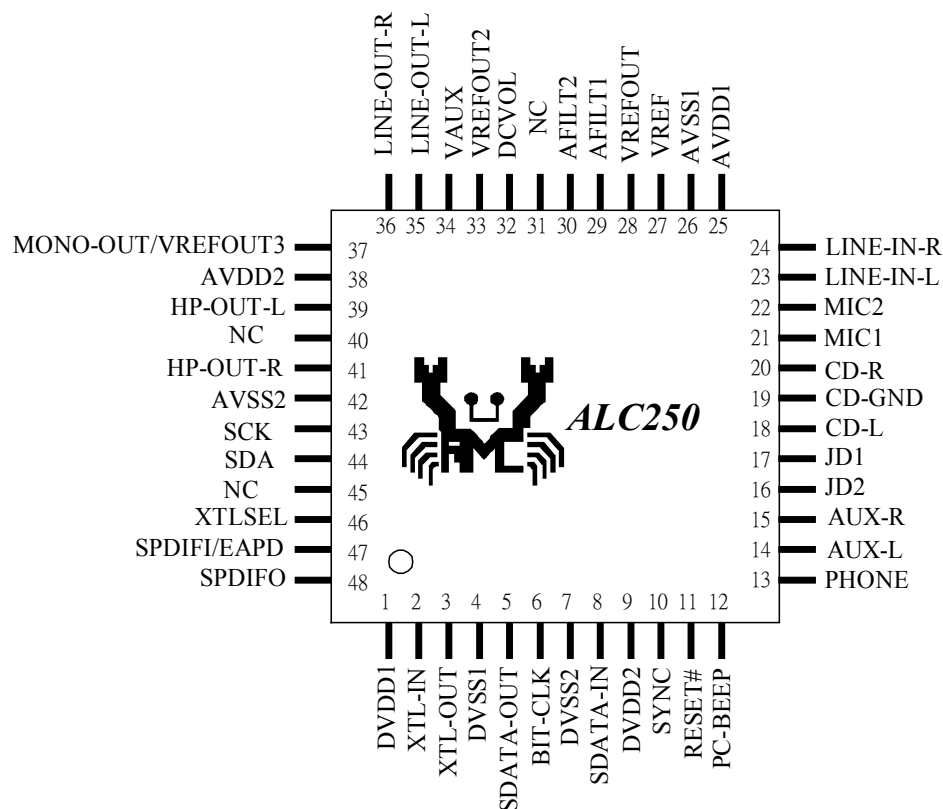 LINE-OUT-R
LINE-OUT-L
VAUX
VREFOUT2
DCVOL
NC
AFILT2
AFILT1
VREFOUT
VREF
AVSS1
AVDD1
36 35 34 33 32 31 30 29 28 27 26 25
MONO-OUT/VREFOUT3 37
AVDD2 38
HP-OUT-L 39
NC 40
HP-OUT-R 41
AVSS2 42
SCK 43
SDA 44
NC 45
XTLSEL 46
SPDIFI/EAPD 47
SPDIFO 48
ALC250
24 LINE-IN-R
23 LINE-IN-L
22 MIC2
21 MIC1
20 CD-R
19 CD-GND
18 CD-L
17 JD1
16 JD2
15 AUX-R
14 AUX-L
13 PHONE
1 2 3 4 5 6 7 8 9 10 11 12
DVDD1
XTL-IN
XTL-OUT
DVSS1
SDATA-OUT
BIT-CLK
DVSS2
SDATA-IN
DVDD2
SYNC
RESET#
PC-BEEP